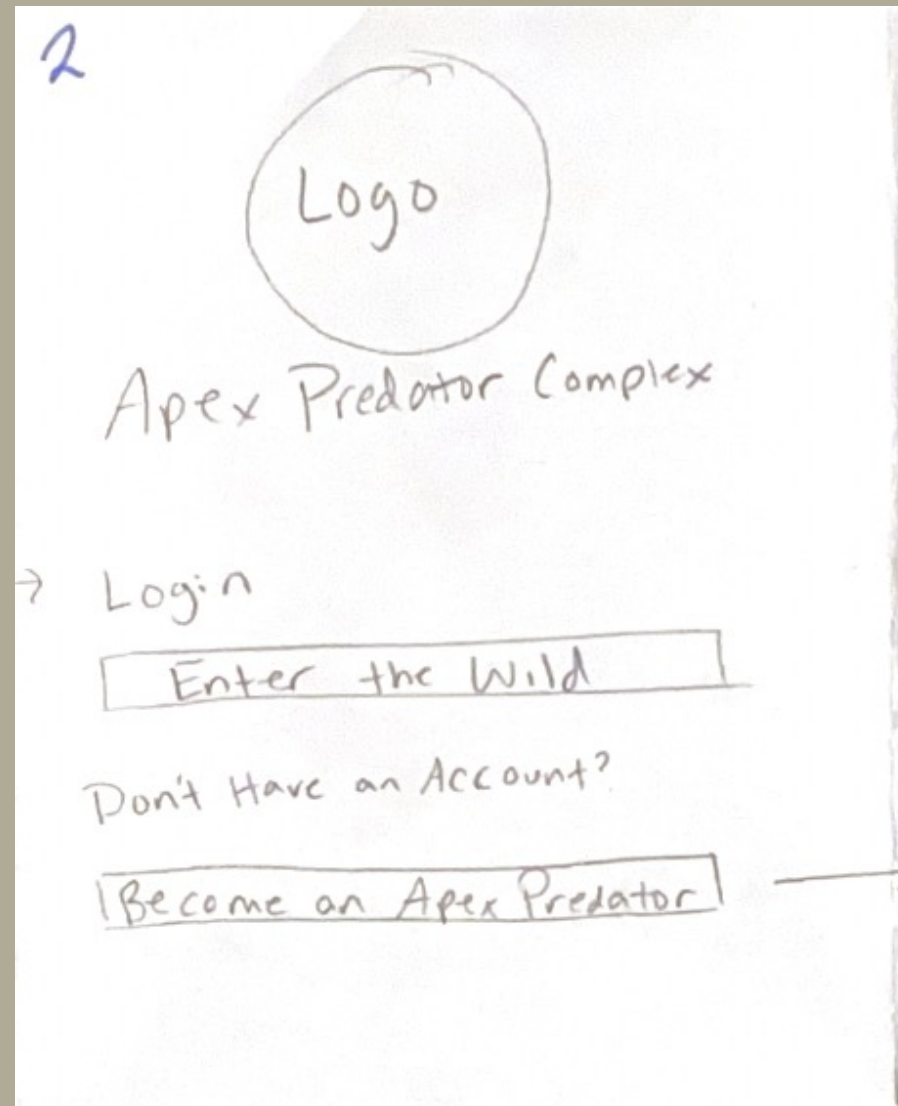 2
Logo
Apex Predator Complex
→ Login
Enter the Wild
Don't Have an Account?
Become an Apex Predator